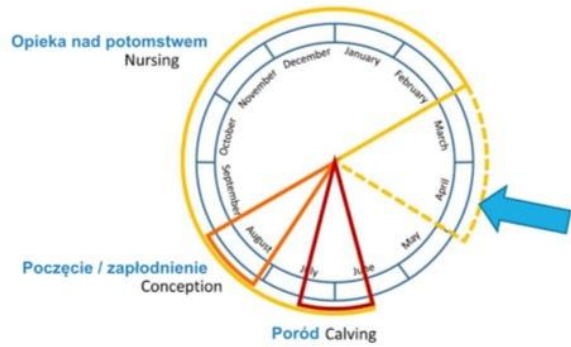 Opieka nad potomstwem
Nursing
January
February
March
April
May
June
July
August
September
October
November
December
Poczęcie / zapłodnienie
Conception
Poród Calving